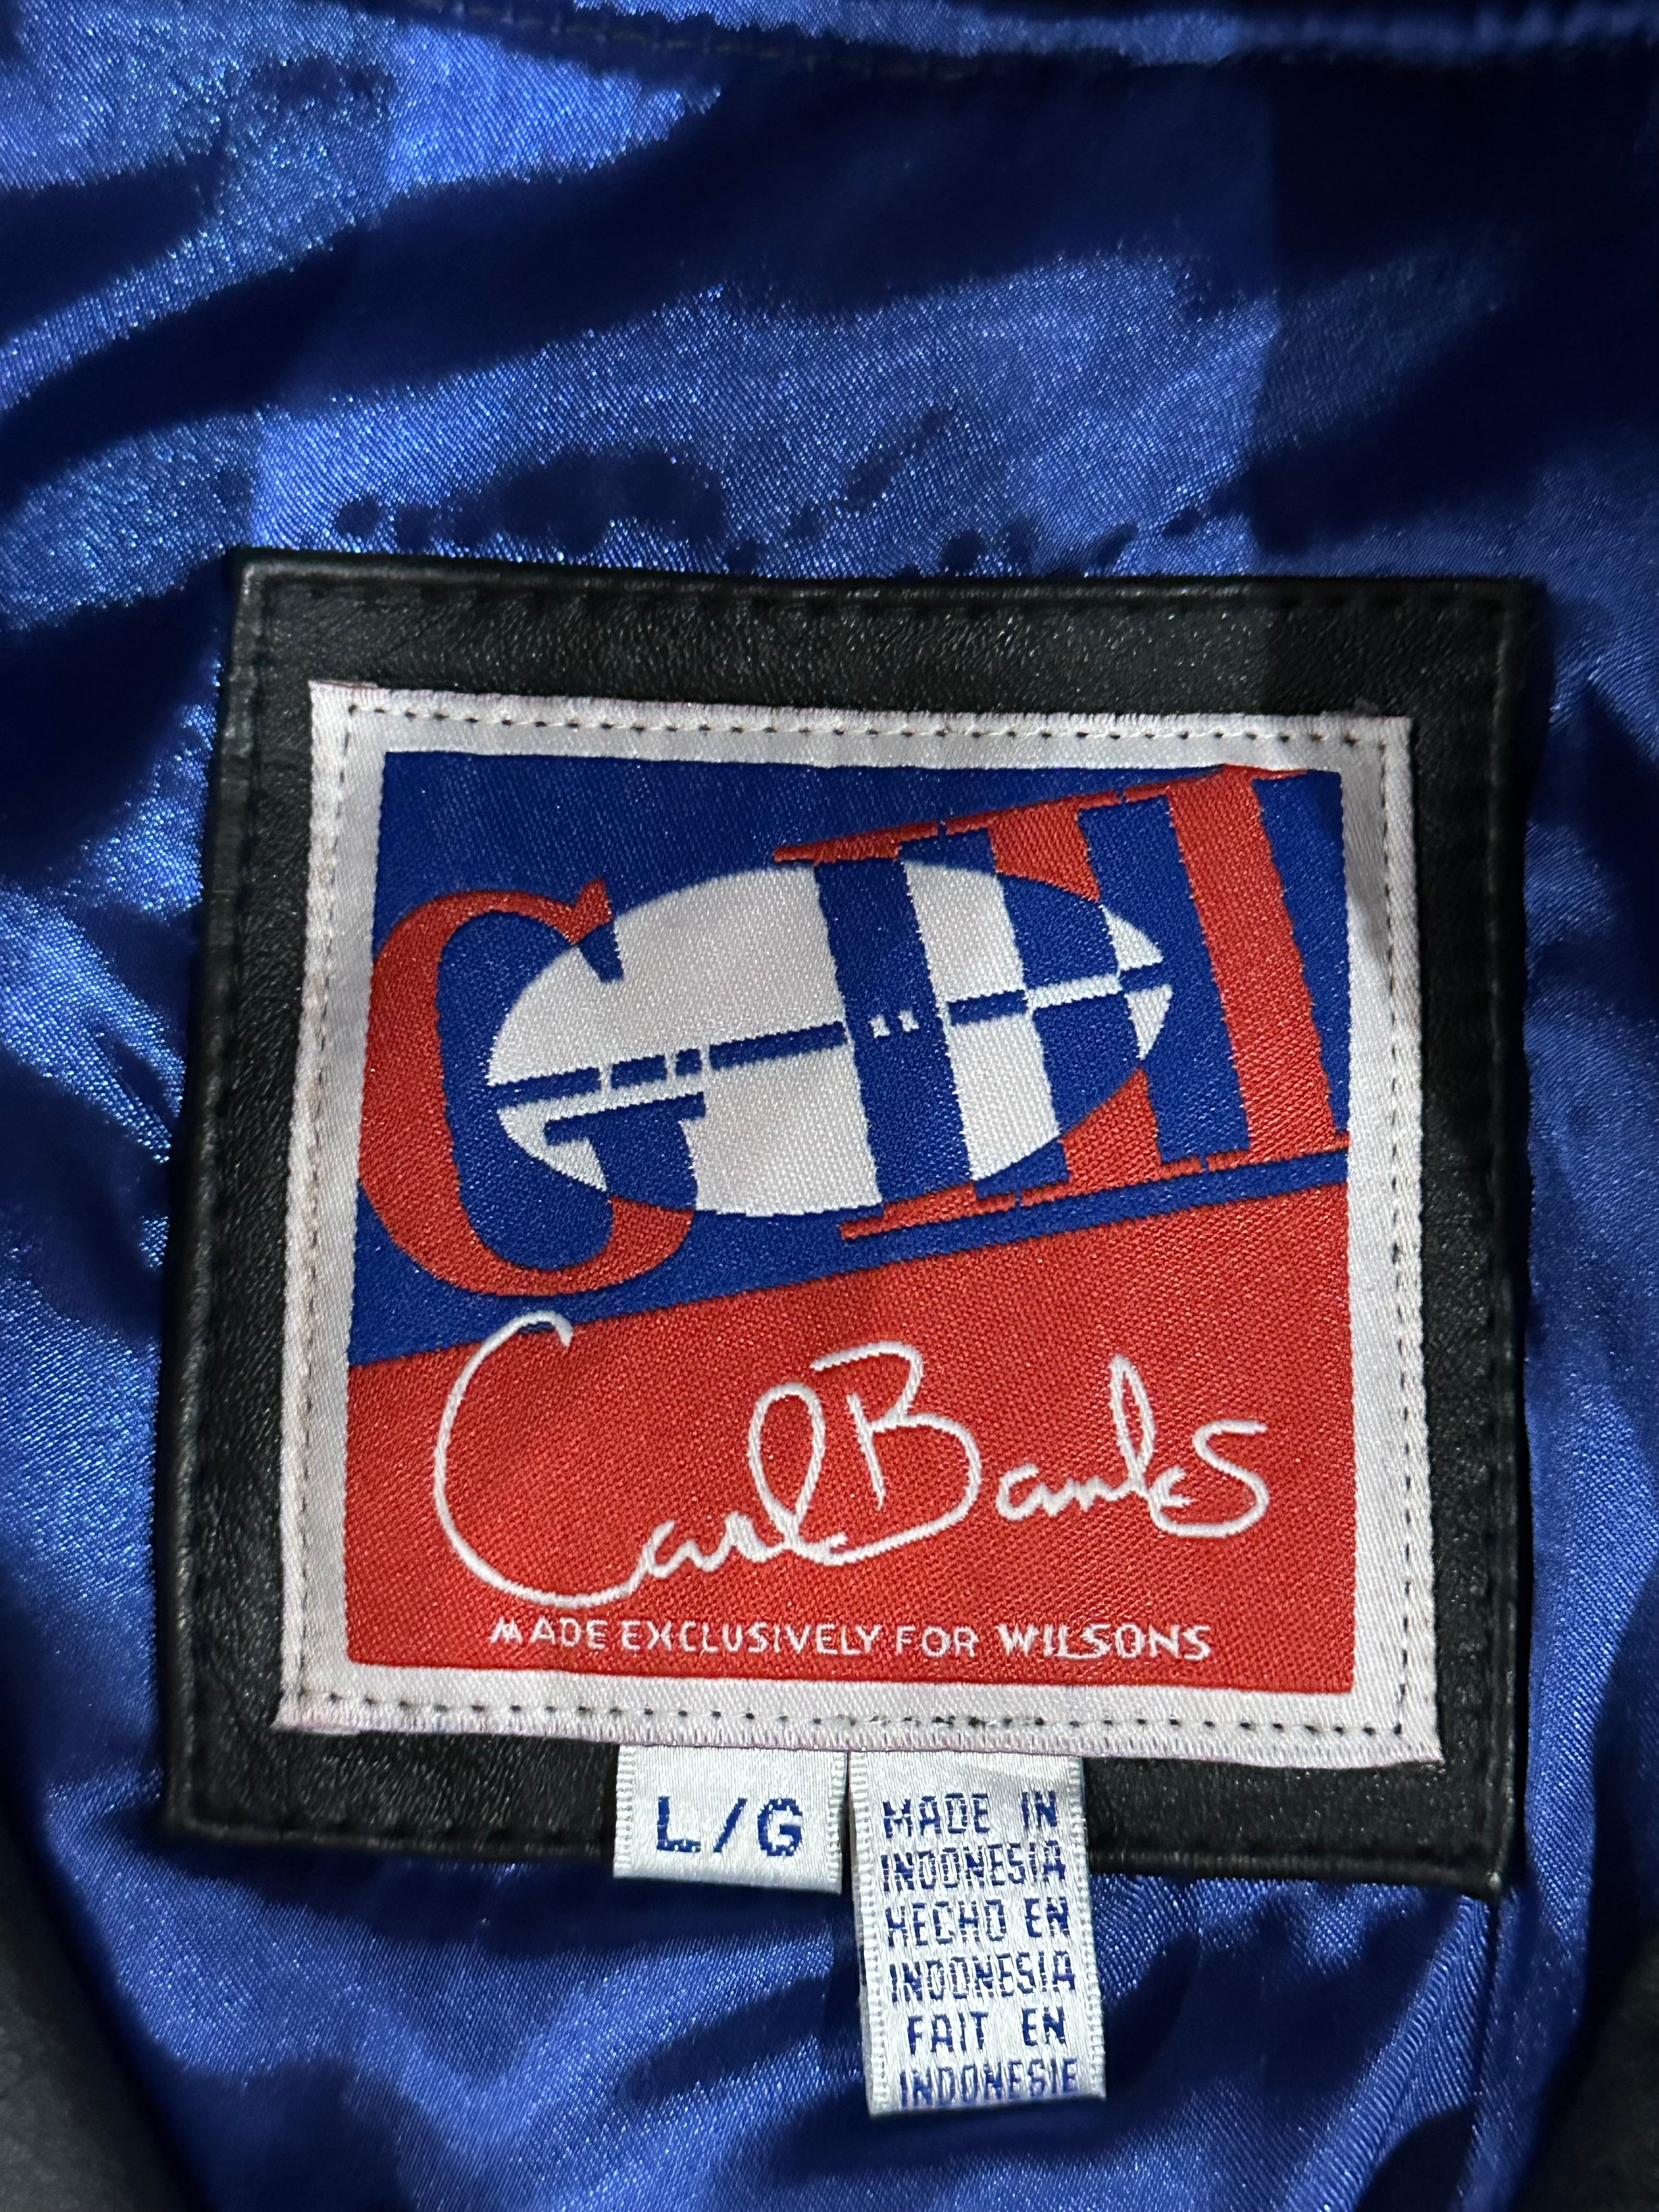 G-III
Carl Banks
MADE EXCLUSIVELY FOR WILSONS
L/G
MADE IN
INDONESIA
HECHO EN
INDONESIA
FAIT EN
INDONESIE